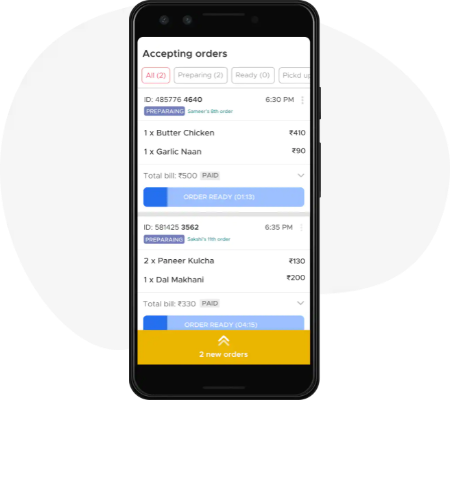 Accepting orders
All (2) Preparing (2) Ready (0) Pickd u
ID: 485776 4640 6:30 PM
PREPARAING Sameer's 8th order
1 x Butter Chicken ₹410
1 x Garlic Naan ₹90
Total bill: ₹500 PAID
ORDER READY (01:13)
ID: 581425 3562 6:35 PM
PREPARAING Sakshi's 11th order
2 x Paneer Kulcha ₹130
1 x Dal Makhani ₹200
Total bill: ₹330 PAID
ORDER READY (04:15)
2 new orders